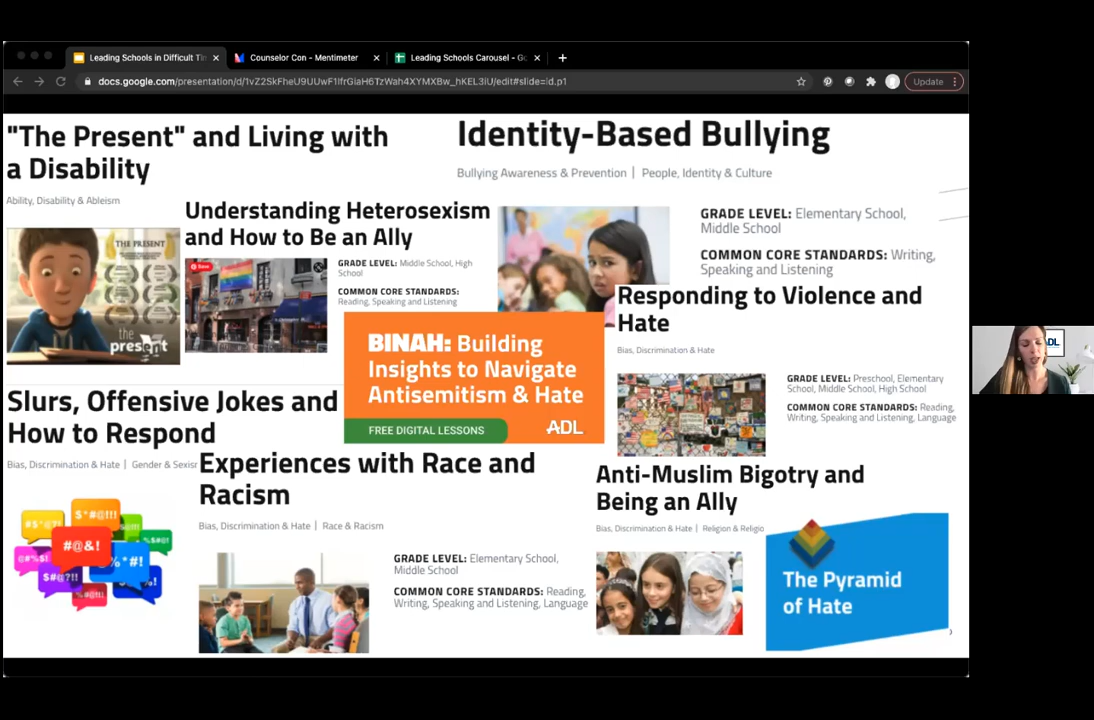 Leading Schools in Difficult Ti
Counselor Con - Mentimeter
Leading Schools Carousel - Go
docs.google.com/presentation/d/1vZ2SkFheU9UUwF1IfrGiaH6TzWah4XYMXBw_hKEL3iU/edit#slide=id.p1
Update
"The Present" and Living with
a Disability
Ability, Disability & Ableism
THE PRESENT
the
present
Understanding Heterosexism
and How to Be an Ally
Save
GRADE LEVEL: Middle School, High
School
COMMON CORE STANDARDS:
Reading, Speaking and Listening
Identity-Based Bullying
Bullying Awareness & Prevention | People, Identity & Culture
GRADE LEVEL: Elementary School,
Middle School
COMMON CORE STANDARDS: Writing,
Speaking and Listening
BINAH: Building
Insights to Navigate
Antisemitism & Hate
FREE DIGITAL LESSONS
ADL
Responding to Violence and
Hate
Bias, Discrimination & Hate
GRADE LEVEL: Preschool, Elementary
School, Middle School, High School
COMMON CORE STANDARDS: Reading,
Writing, Speaking and Listening, Language
Slurs, Offensive Jokes and
How to Respond
Bias, Discrimination & Hate | Gender & Sexis
$*#@!!!
#$*?!
#@&!
%$#@!
@#%$!
%*#!
$#@?!!
%!
%@#!!
Experiences with Race and
Racism
Bias, Discrimination & Hate | Race & Racism
GRADE LEVEL: Elementary School,
Middle School
COMMON CORE STANDARDS: Reading,
Writing, Speaking and Listening, Language
Anti-Muslim Bigotry and
Being an Ally
Bias, Discrimination & Hate | Religion & Religio
The Pyramid
of Hate
DL